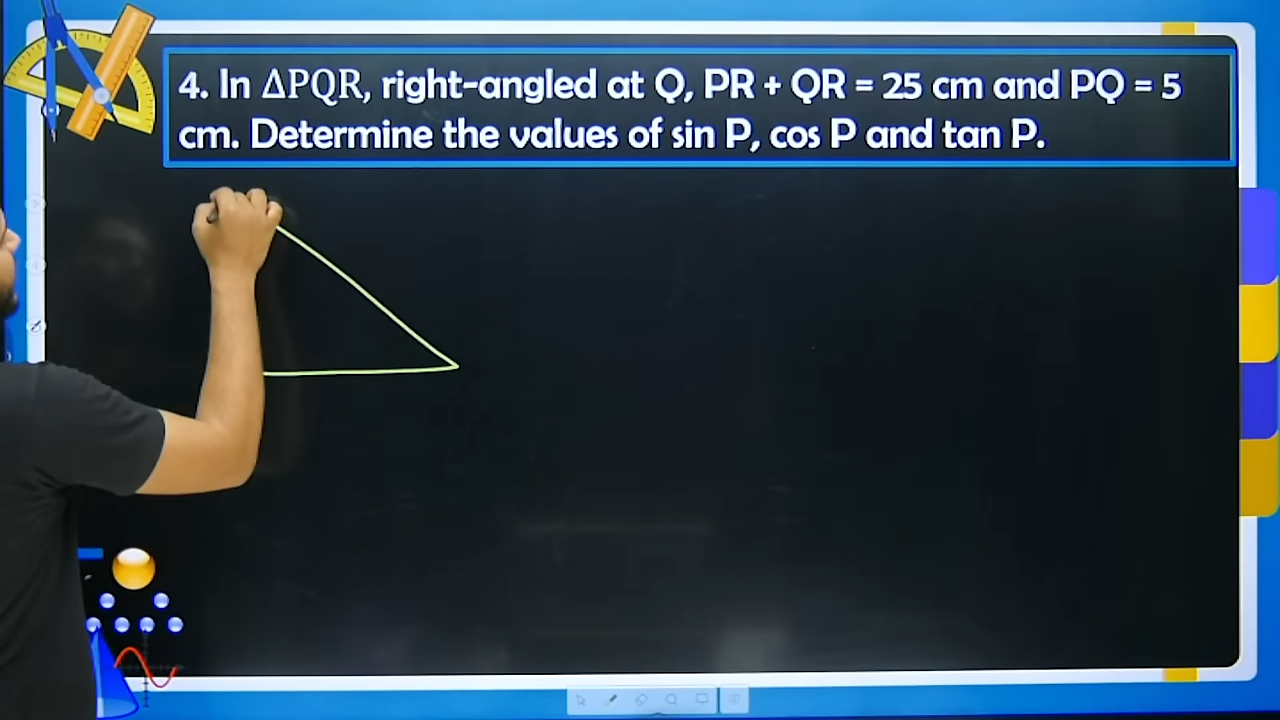 4. In ΔPQR, right-angled at Q, PR + QR = 25 cm and PQ = 5
cm. Determine the values of sin P, cos P and tan P.